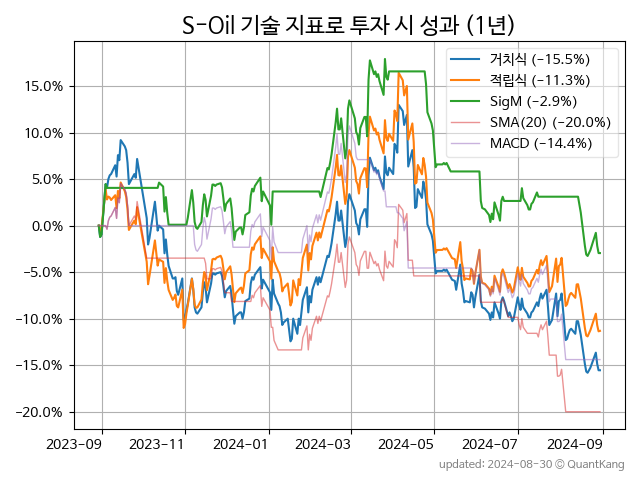 S-Oil 기술 지표로 투자 시 성과 (1년)
거치식 (−15.5%)
적립식 (−11.3%)
SigM (−2.9%)
SMA(20) (−20.0%)
MACD (−14.4%)
15.0%
10.0%
5.0%
0.0%
−5.0%
−10.0%
−15.0%
−20.0%
2023-09 2023-11 2024-01 2024-03 2024-05 2024-07 2024-09
updated: 2024-08-30 © QuantKang